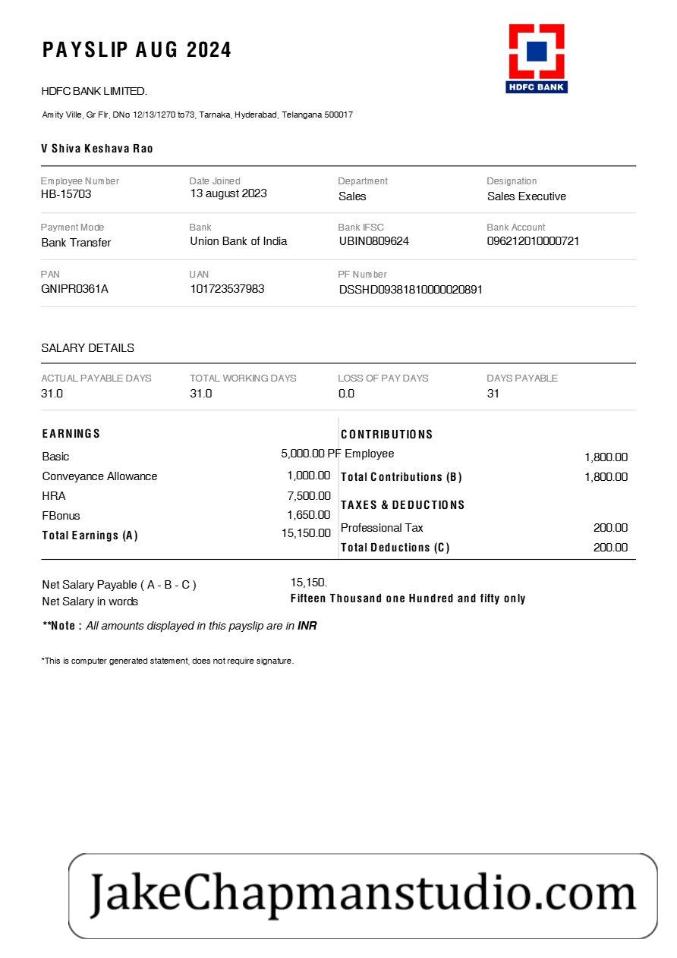 PAYSLIP AUG 2024
HDFC BANK
HDFC BANK LIMITED.
Amity Ville, Gr Flr, DNo 12/13/1270 to73, Tarnaka, Hyderabad, Telangana 500017
V Shiva Keshava Rao
Employee Number Date Joined Department Designation
HB-15703 13 august 2023 Sales Sales Executive
Payment Mode Bank Bank IFSC Bank Account
Bank Transfer Union Bank of India UBIN0809624 096212010000721
PAN UAN PF Number
GNIPR0361A 101723537983 DSSHD09381810000020891
SALARY DETAILS
ACTUAL PAYABLE DAYS TOTAL WORKING DAYS LOSS OF PAY DAYS DAYS PAYABLE
31.0 31.0 0.0 31
EARNINGS CONTRIBUTIONS
Basic 5,000.00 PF Employee 1,800.00
Conveyance Allowance 1,000.00 Total Contributions (B) 1,800.00
HRA 7,500.00 TAXES & DEDUCTIONS
FBonus 1,650.00 Professional Tax 200.00
Total Earnings (A) 15,150.00 Total Deductions (C) 200.00
Net Salary Payable ( A - B - C ) 15,150.
Net Salary in words Fifteen Thousand one Hundred and fifty only
**Note : All amounts displayed in this payslip are in INR
*This is computer generated statement, does not require signature.
JakeChapmanstudio.com